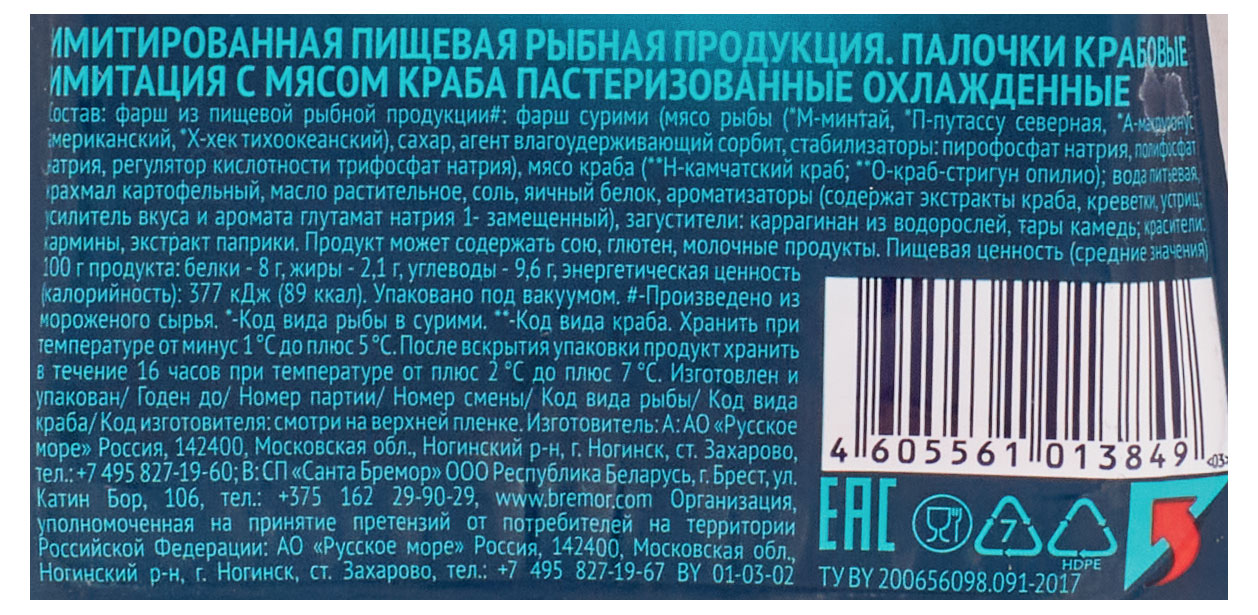 ИМИТИРОВАННАЯ ПИЩЕВАЯ РЫБНАЯ ПРОДУКЦИЯ. ПАЛОЧКИ КРАБОВЫЕ
ИМИТАЦИЯ С МЯСОМ КРАБА ПАСТЕРИЗОВАННЫЕ ОХЛАЖДЕННЫЕ
Состав: фарш из пищевой рыбной продукции#: фарш сурими (мясо рыбы (*М-минтай, *П-путассу северная, *А-макруронус
американский, *Х-хек тихоокеанский), сахар, агент влагоудерживающий сорбит, стабилизаторы: пирофосфат натрия, полифосфат
натрия, регулятор кислотности трифосфат натрия), мясо краба (**Н-камчатский краб; **О-краб-стригун опилио); вода питьевая,
крахмал картофельный, масло растительное, соль, яичный белок, ароматизаторы (содержат экстракты краба, креветки, устриц;
усилитель вкуса и аромата глутамат натрия 1- замещенный), загустители: каррагинан из водорослей, тары камедь; красители:
кармины, экстракт паприки. Продукт может содержать сою, глютен, молочные продукты. Пищевая ценность (средние значения)
100 г продукта: белки - 8 г, жиры - 2,1 г, углеводы - 9,6 г, энергетическая ценность
(калорийность): 377 кДж (89 ккал). Упаковано под вакуумом. #-Произведено из
мороженого сырья. *-Код вида рыбы в сурими. **-Код вида краба. Хранить при
температуре от минус 1 °С до плюс 5 °С. После вскрытия упаковки продукт хранить
в течение 16 часов при температуре от плюс 2 °С до плюс 7 °С. Изготовлен и
упакован/ Годен до/ Номер партии/ Номер смены/ Код вида рыбы/ Код вида
краба/ Код изготовителя: смотри на верхней пленке. Изготовитель: А: АО «Русское
море» Россия, 142400, Московская обл., Ногинский р-н, г. Ногинск, ст. Захарово,
тел.: +7 495 827-19-60; В: СП «Санта Бремор» ООО Республика Беларусь, г. Брест, ул.
Катин Бор, 106, тел.: +375 162 29-90-29, www.bremor.com Организация,
уполномоченная на принятие претензий от потребителей на территории
Российской Федерации: АО «Русское море» Россия, 142400, Московская обл.,
Ногинский р-н, г. Ногинск, ст. Захарово, тел.: +7 495 827-19-67 BY 01-03-02
4 605561 013849 <03>
ЕАС
7
HDPE
ТУ BY 200656098.091-2017